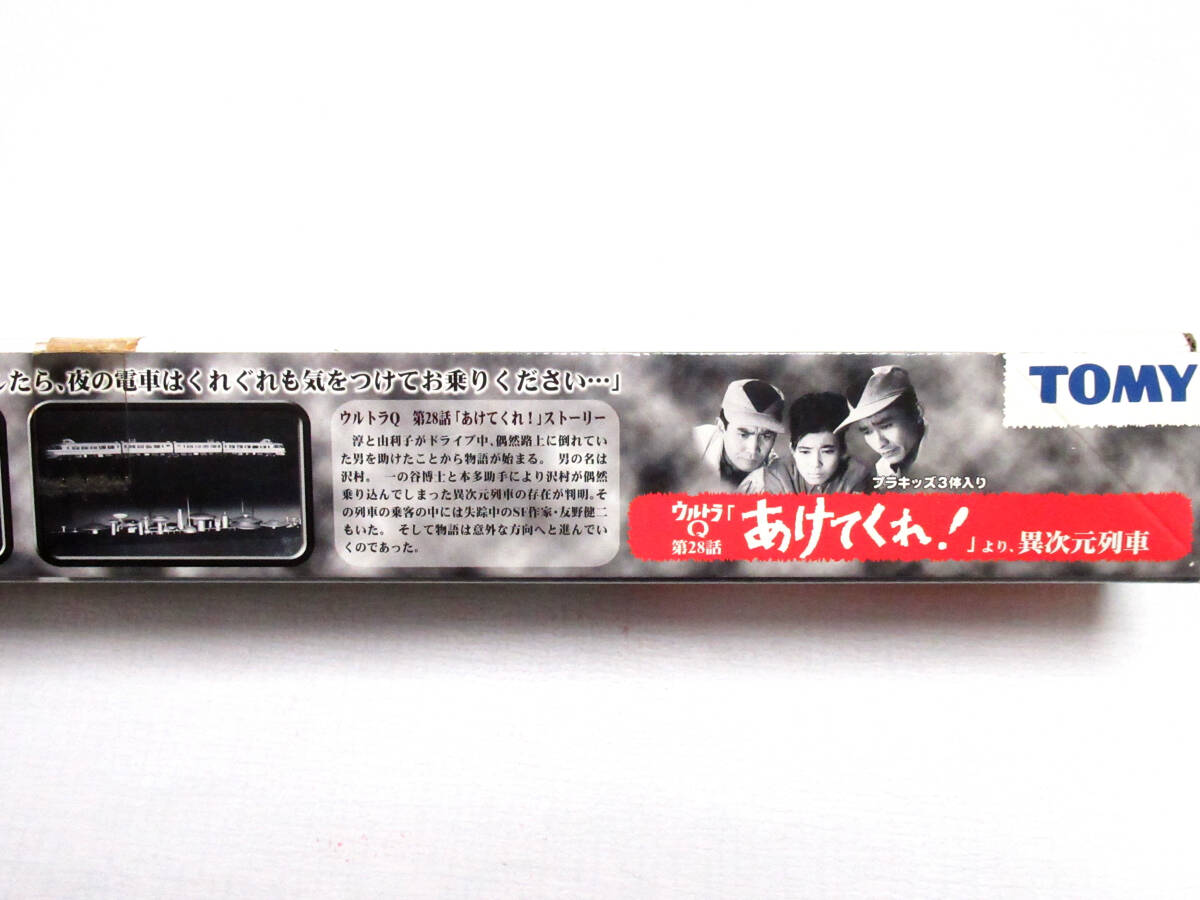 したら、夜の電車はくれぐれも気をつけてお乗りください…」
ウルトラQ 第28話「あけてくれ！」ストーリー
淳と由利子がドライブ中、偶然路上に倒れてい
た男を助けたことから物語が始まる。 男の名は
沢村。 一の谷博士と本多助手により沢村が偶然
乗り込んでしまった異次元列車の存在が判明。そ
の列車の乗客の中には失踪中のSF作家・友野健二
もいた。 そして物語は意外な方向へと進んでい
くのであった。
TOMY
プラキッズ3体入り
ウルトラQ
第28話
「あけてくれ！」より、異次元列車